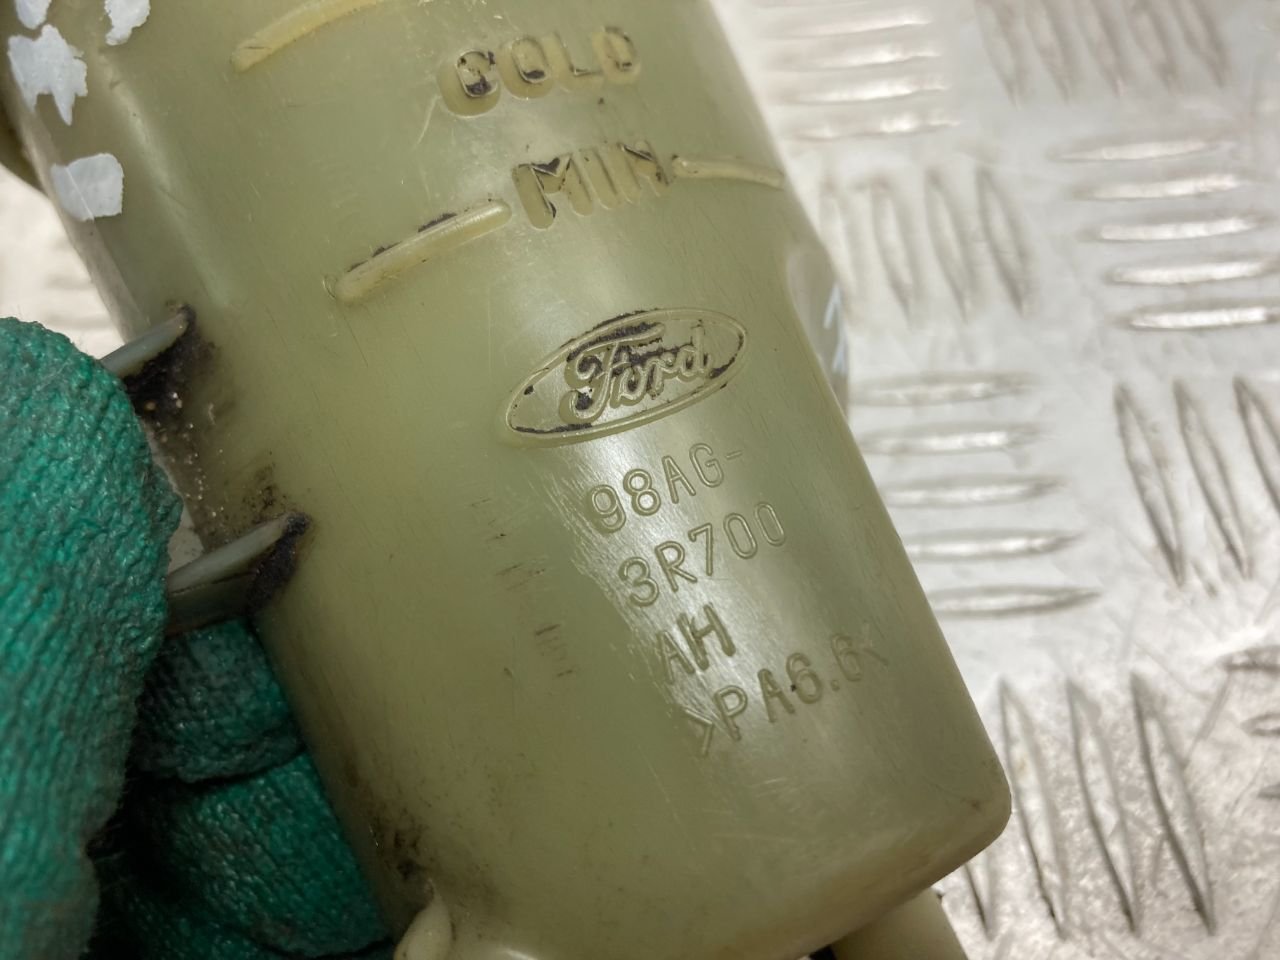 COLD
MIN
Ford
98AG-
3R700
AH
>PA6.6<